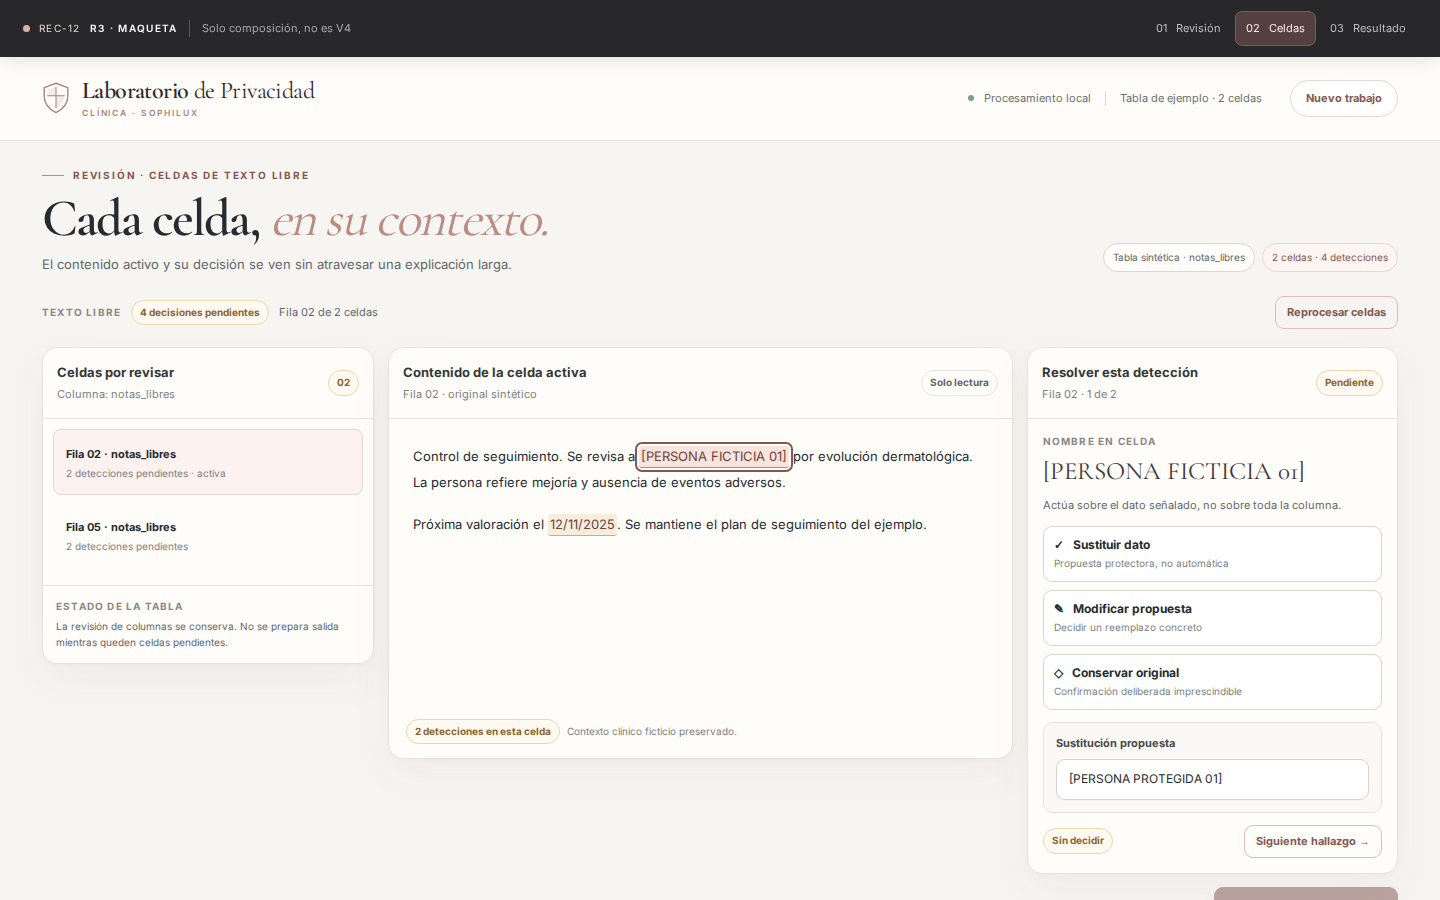 REC-12 R3 · MAQUETA Solo composición, no es V4
01 Revisión 02 Celdas 03 Resultado
Laboratorio de Privacidad
CLÍNICA · SOPHILUX
Procesamiento local Tabla de ejemplo · 2 celdas Nuevo trabajo
REVISIÓN · CELDAS DE TEXTO LIBRE
Cada celda, en su contexto.
El contenido activo y su decisión se ven sin atravesar una explicación larga.
Tabla sintética · notas_libres 2 celdas · 4 detecciones
TEXTO LIBRE 4 decisiones pendientes Fila 02 de 2 celdas
Reprocesar celdas
Celdas por revisar
Columna: notas_libres
02
Fila 02 · notas_libres
2 detecciones pendientes · activa
Fila 05 · notas_libres
2 detecciones pendientes
ESTADO DE LA TABLA
La revisión de columnas se conserva. No se prepara salida
mientras queden celdas pendientes.
Contenido de la celda activa
Fila 02 · original sintético
Solo lectura
Control de seguimiento. Se revisa a [PERSONA FICTICIA 01] por evolución dermatológica.
La persona refiere mejoría y ausencia de eventos adversos.
Próxima valoración el 12/11/2025. Se mantiene el plan de seguimiento del ejemplo.
2 detecciones en esta celda Contexto clínico ficticio preservado.
Resolver esta detección
Fila 02 · 1 de 2
Pendiente
NOMBRE EN CELDA
[PERSONA FICTICIA 01]
Actúa sobre el dato señalado, no sobre toda la columna.
✓ Sustituir dato
Propuesta protectora, no automática
✎ Modificar propuesta
Decidir un reemplazo concreto
◇ Conservar original
Confirmación deliberada imprescindible
Sustitución propuesta
[PERSONA PROTEGIDA 01]
Sin decidir
Siguiente hallazgo →